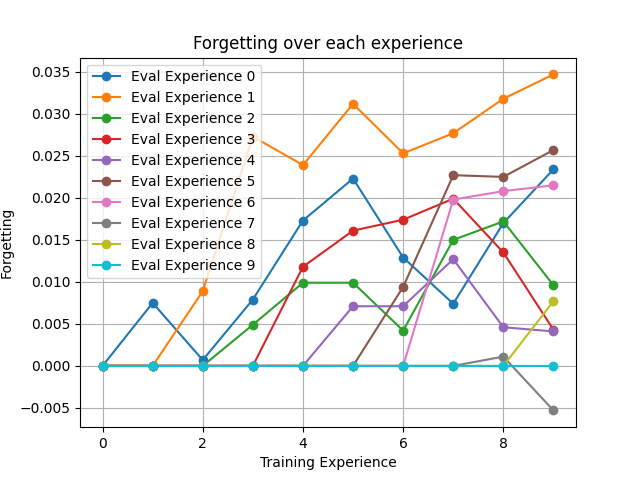 Forgetting over each experience
0.035
0.030
0.025
0.020
0.015
0.010
0.005
0.000
−0.005
Forgetting
Eval Experience 0
Eval Experience 1
Eval Experience 2
Eval Experience 3
Eval Experience 4
Eval Experience 5
Eval Experience 6
Eval Experience 7
Eval Experience 8
Eval Experience 9
0 2 4 6 8
Training Experience